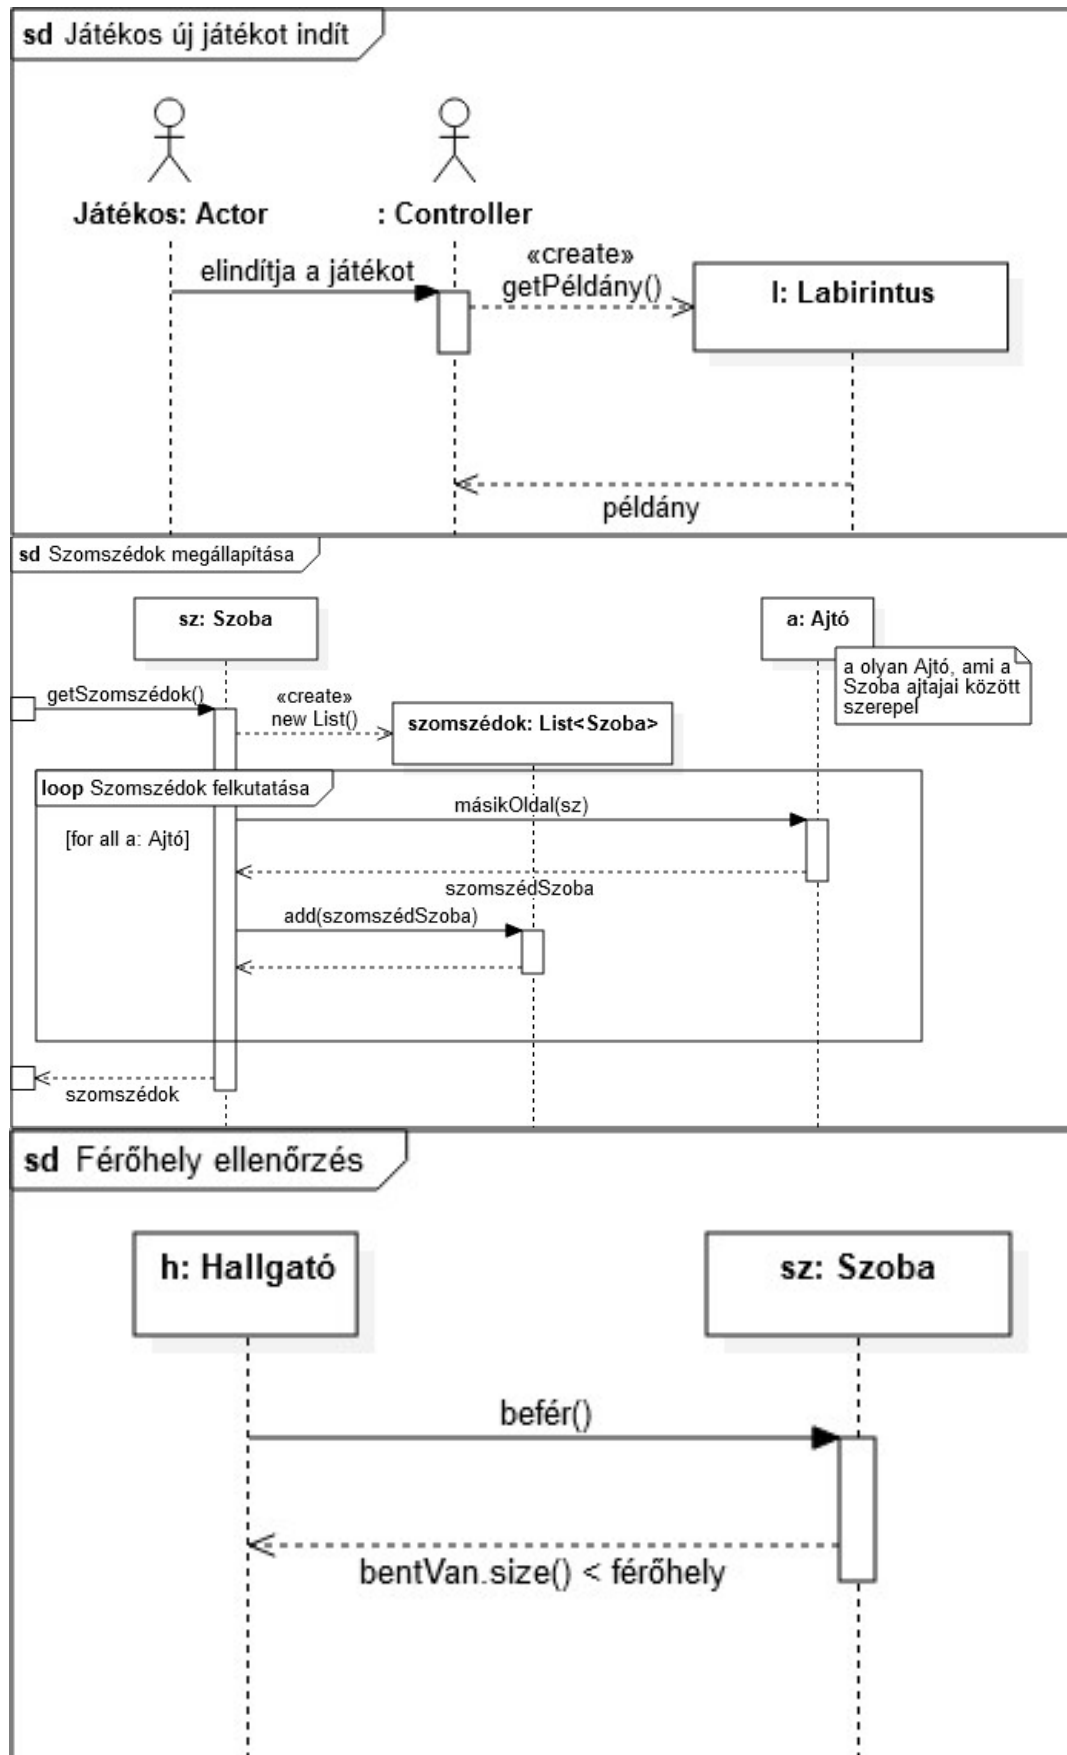 sd Játékos új játékot indít
Játékos: Actor
: Controller
elindítja a játékot
«create»
getPéldány()
l: Labirintus
példány
sd Szomszédok megállapítása
sz: Szoba
a: Ajtó
a olyan Ajtó, ami a
Szoba ajtajai között
szerepel
getSzomszédok()
«create»
new List()
szomszédok: List<Szoba>
loop Szomszédok felkutatása
[for all a: Ajtó]
másikOldal(sz)
szomszédSzoba
add(szomszédSzoba)
szomszédok
sd Férőhely ellenőrzés
h: Hallgató
sz: Szoba
befér()
bentVan.size() < férőhely